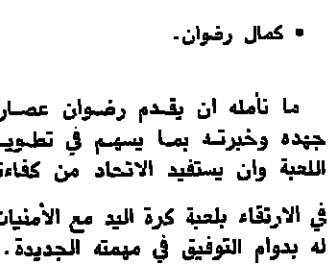 • كمال رضوان.
ما نأمله ان يقدم رضوان عصار
جهده وخبرته بما يسهم في تطوير
اللعبة وان يستفيد الاتحاد من كفاءت
في الارتقاء بلعبة كرة اليد مع الأمنيات
له بدوام التوفيق في مهمته الجديدة.